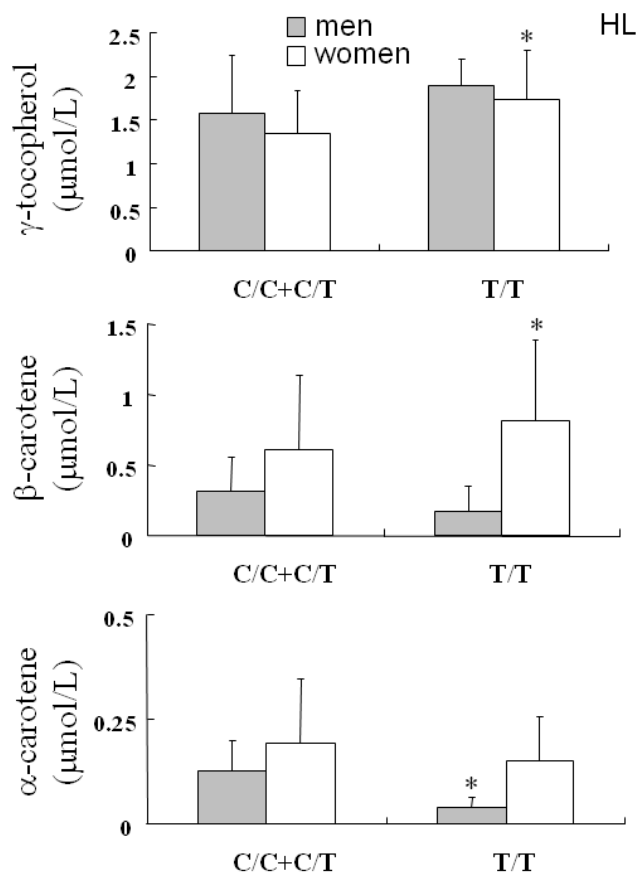 men
women
HL
γ-tocopherol
(µmol/L)
2.5
2
1.5
1
0.5
0
*
C/C+C/T
T/T
β-carotene
(µmol/L)
1.5
1
0.5
0
*
C/C+C/T
T/T
α-carotene
(µmol/L)
0.5
0.25
0
*
C/C+C/T
T/T